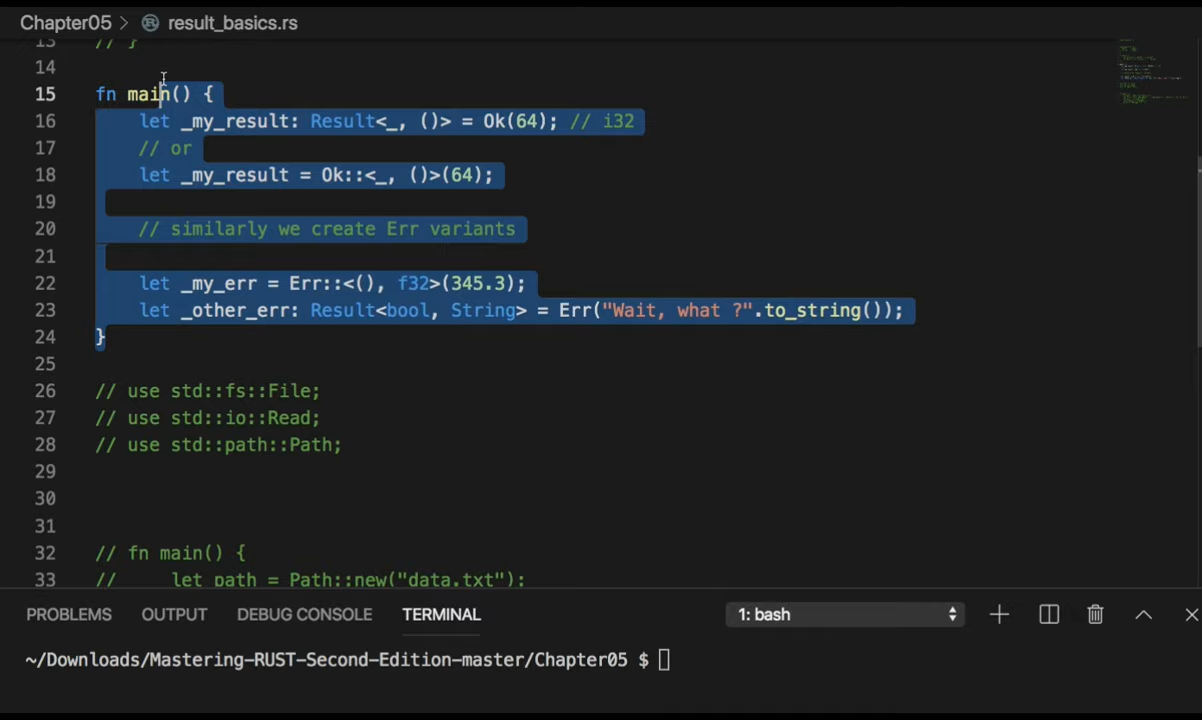 Chapter05 > result_basics.rs
13 // }
14
15 fn main() {
16 let _my_result: Result<_, ()> = Ok(64); // i32
17 // or
18 let _my_result = Ok::<_, ()>(64);
19
20 // similarly we create Err variants
21
22 let _my_err = Err::<(), f32>(345.3);
23 let _other_err: Result<bool, String> = Err("Wait, what ?".to_string());
24 }
25
26 // use std::fs::File;
27 // use std::io::Read;
28 // use std::path::Path;
29
30
31
32 // fn main() {
33 // let path = Path::new("data.txt");
PROBLEMS OUTPUT DEBUG CONSOLE TERMINAL 1: bash
~/Downloads/Mastering-RUST-Second-Edition-master/Chapter05 $